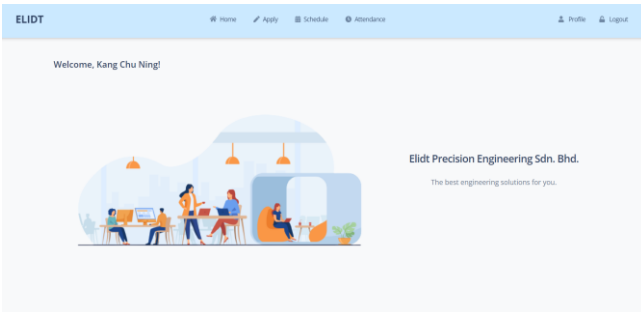 ELIDT Home Apply Schedule Attendance Profile Logout
Welcome, Kang Chu Ning!
Elidt Precision Engineering Sdn. Bhd.
The best engineering solutions for you.